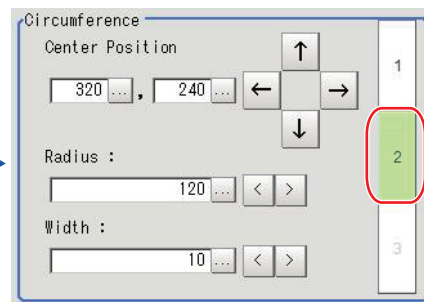 Circumference
Center Position
320 ... , 240 ... ← ↑ ↓ →
1
2
3
Radius :
120 ... < >
Width :
10 ... < >